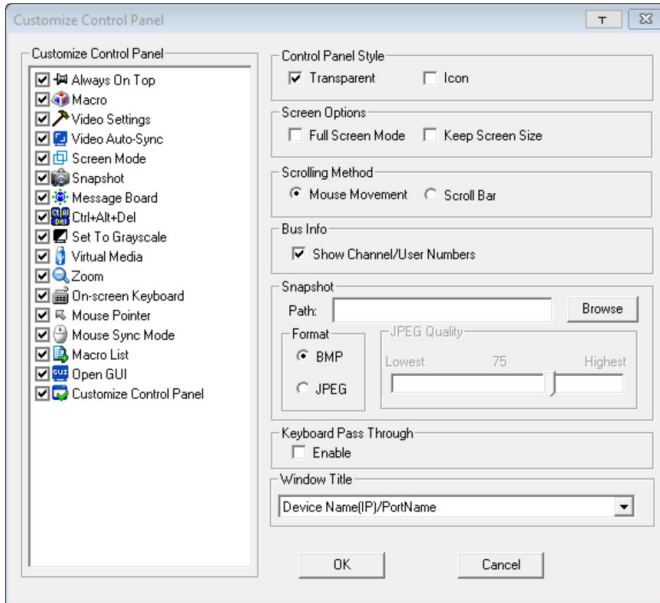 Customize Control Panel
T
Customize Control Panel
Always On Top
Macro
Video Settings
Video Auto-Sync
Screen Mode
Snapshot
Message Board
Ctrl+Alt+Del
Set To Grayscale
Virtual Media
Zoom
On-screen Keyboard
Mouse Pointer
Mouse Sync Mode
Macro List
GUI Open GUI
Customize Control Panel
Control Panel Style
Transparent Icon
Screen Options
Full Screen Mode Keep Screen Size
Scrolling Method
Mouse Movement Scroll Bar
Bus Info
Show Channel/User Numbers
Snapshot
Path: Browse
Format
BMP
JPEG
JPEG Quality
Lowest 75 Highest
Keyboard Pass Through
Enable
Window Title
Device Name(IP)/PortName
OK Cancel